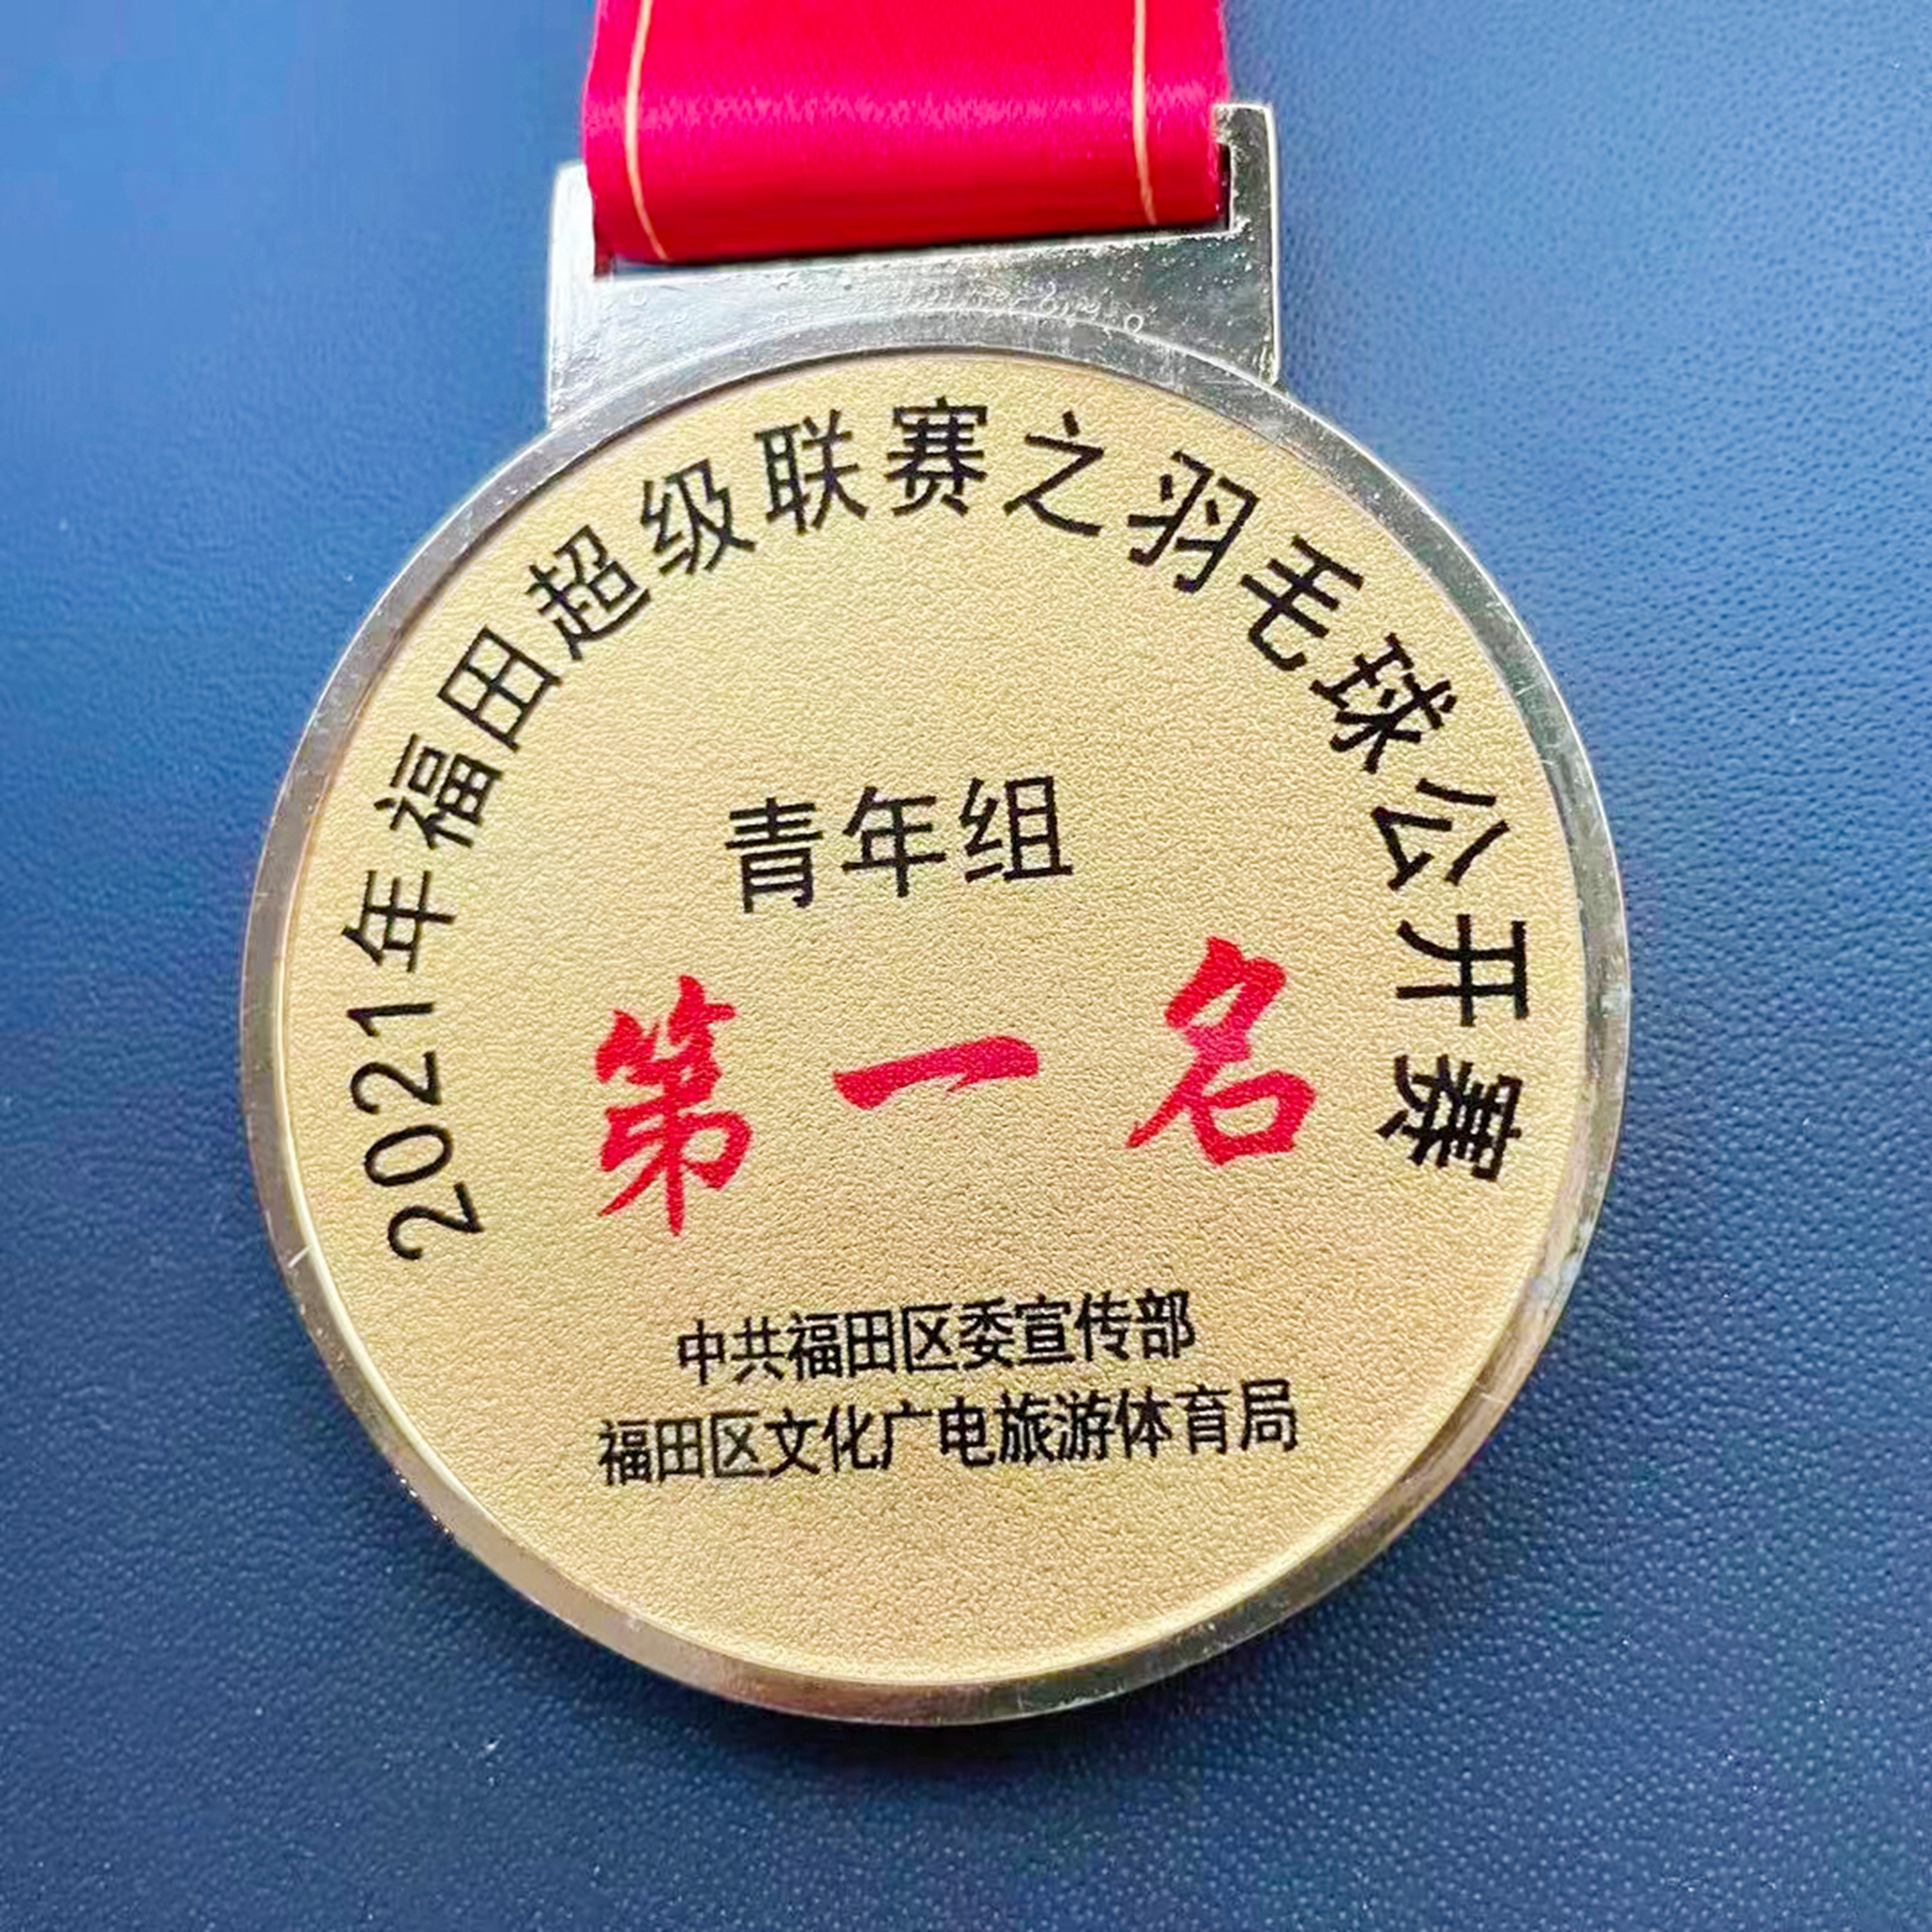 2021年福田超级联赛之羽毛球公开赛
青年组
第一名
中共福田区委宣传部
福田区文化广电旅游体育局